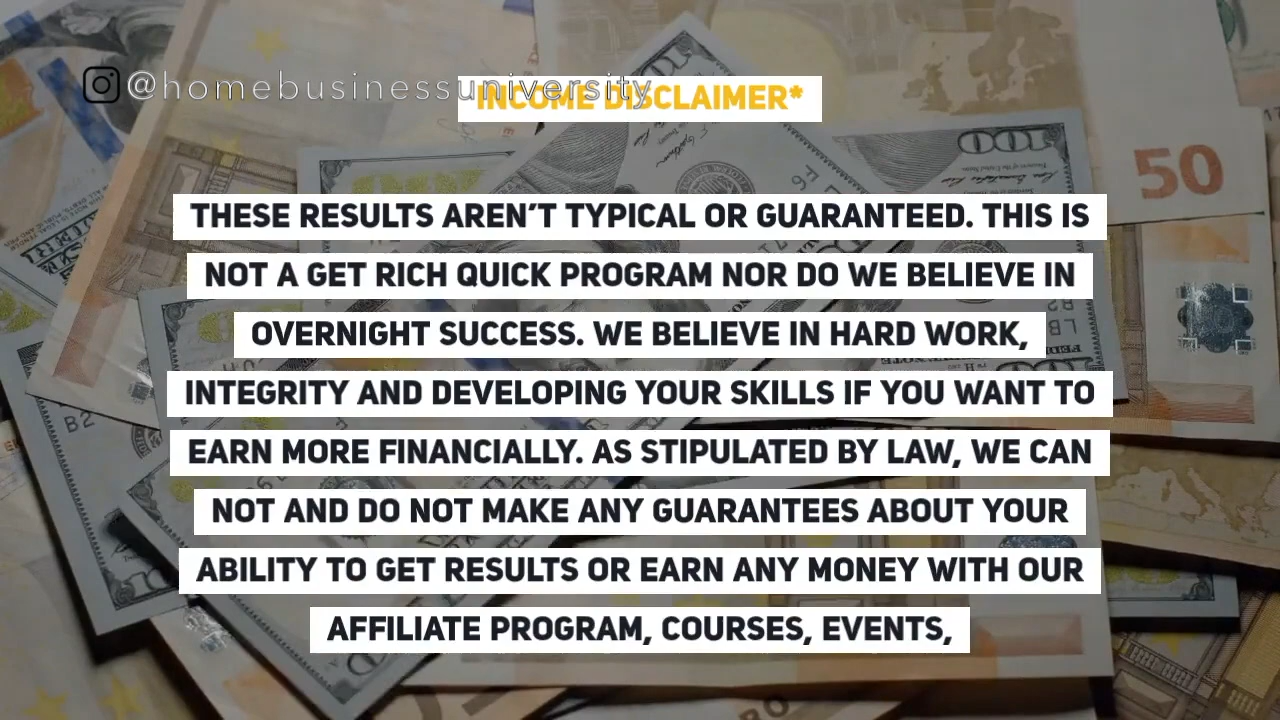 @homebusinessuniversity
INCOME DISCLAIMER*
THESE RESULTS AREN’T TYPICAL OR GUARANTEED. THIS IS
NOT A GET RICH QUICK PROGRAM NOR DO WE BELIEVE IN
OVERNIGHT SUCCESS. WE BELIEVE IN HARD WORK,
INTEGRITY AND DEVELOPING YOUR SKILLS IF YOU WANT TO
EARN MORE FINANCIALLY. AS STIPULATED BY LAW, WE CAN
NOT AND DO NOT MAKE ANY GUARANTEES ABOUT YOUR
ABILITY TO GET RESULTS OR EARN ANY MONEY WITH OUR
AFFILIATE PROGRAM, COURSES, EVENTS,
100
50
B2